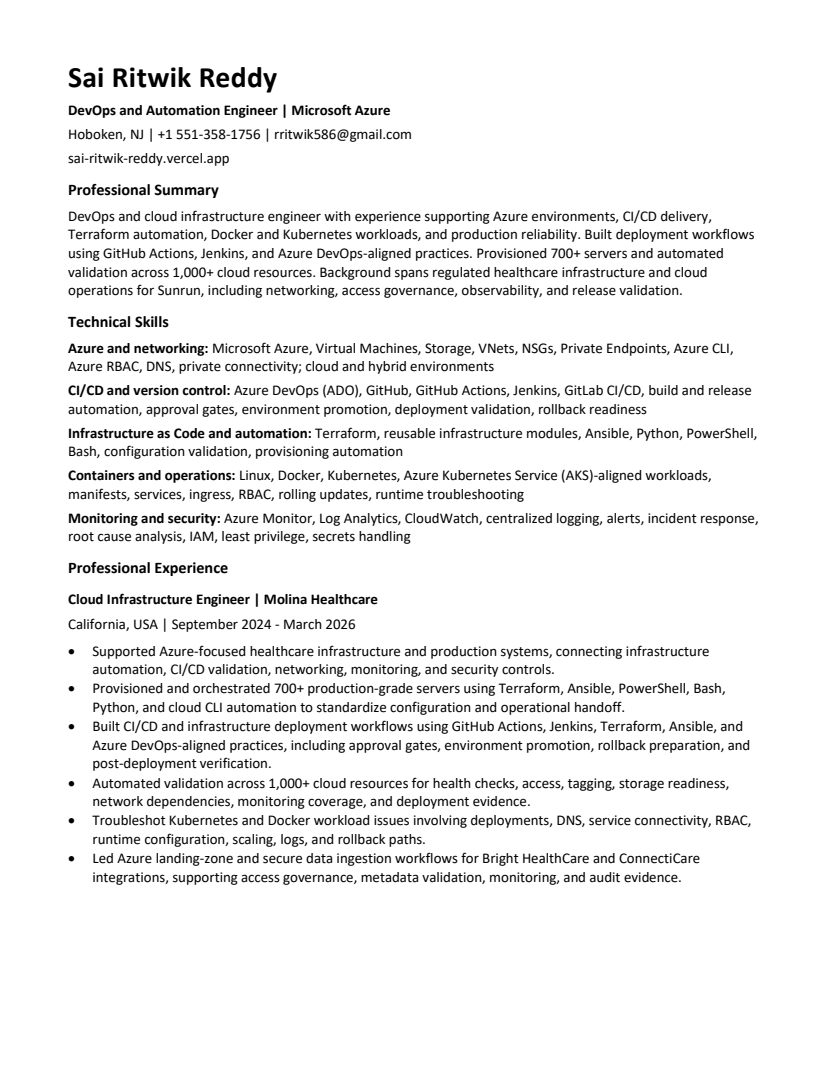 Sai Ritwik Reddy
DevOps and Automation Engineer | Microsoft Azure
Hoboken, NJ | +1 551-358-1756 | rritwik586@gmail.com
sai-ritwik-reddy.vercel.app
Professional Summary
DevOps and cloud infrastructure engineer with experience supporting Azure environments, CI/CD delivery,
Terraform automation, Docker and Kubernetes workloads, and production reliability. Built deployment workflows
using GitHub Actions, Jenkins, and Azure DevOps-aligned practices. Provisioned 700+ servers and automated
validation across 1,000+ cloud resources. Background spans regulated healthcare infrastructure and cloud
operations for Sunrun, including networking, access governance, observability, and release validation.
Technical Skills
Azure and networking: Microsoft Azure, Virtual Machines, Storage, VNets, NSGs, Private Endpoints, Azure CLI,
Azure RBAC, DNS, private connectivity; cloud and hybrid environments
CI/CD and version control: Azure DevOps (ADO), GitHub, GitHub Actions, Jenkins, GitLab CI/CD, build and release
automation, approval gates, environment promotion, deployment validation, rollback readiness
Infrastructure as Code and automation: Terraform, reusable infrastructure modules, Ansible, Python, PowerShell,
Bash, configuration validation, provisioning automation
Containers and operations: Linux, Docker, Kubernetes, Azure Kubernetes Service (AKS)-aligned workloads,
manifests, services, ingress, RBAC, rolling updates, runtime troubleshooting
Monitoring and security: Azure Monitor, Log Analytics, CloudWatch, centralized logging, alerts, incident response,
root cause analysis, IAM, least privilege, secrets handling
Professional Experience
Cloud Infrastructure Engineer | Molina Healthcare
California, USA | September 2024 - March 2026
• Supported Azure-focused healthcare infrastructure and production systems, connecting infrastructure
automation, CI/CD validation, networking, monitoring, and security controls.
• Provisioned and orchestrated 700+ production-grade servers using Terraform, Ansible, PowerShell, Bash,
Python, and cloud CLI automation to standardize configuration and operational handoff.
• Built CI/CD and infrastructure deployment workflows using GitHub Actions, Jenkins, Terraform, Ansible, and
Azure DevOps-aligned practices, including approval gates, environment promotion, rollback preparation, and
post-deployment verification.
• Automated validation across 1,000+ cloud resources for health checks, access, tagging, storage readiness,
network dependencies, monitoring coverage, and deployment evidence.
• Troubleshot Kubernetes and Docker workload issues involving deployments, DNS, service connectivity, RBAC,
runtime configuration, scaling, logs, and rollback paths.
• Led Azure landing-zone and secure data ingestion workflows for Bright HealthCare and ConnectiCare
integrations, supporting access governance, metadata validation, monitoring, and audit evidence.